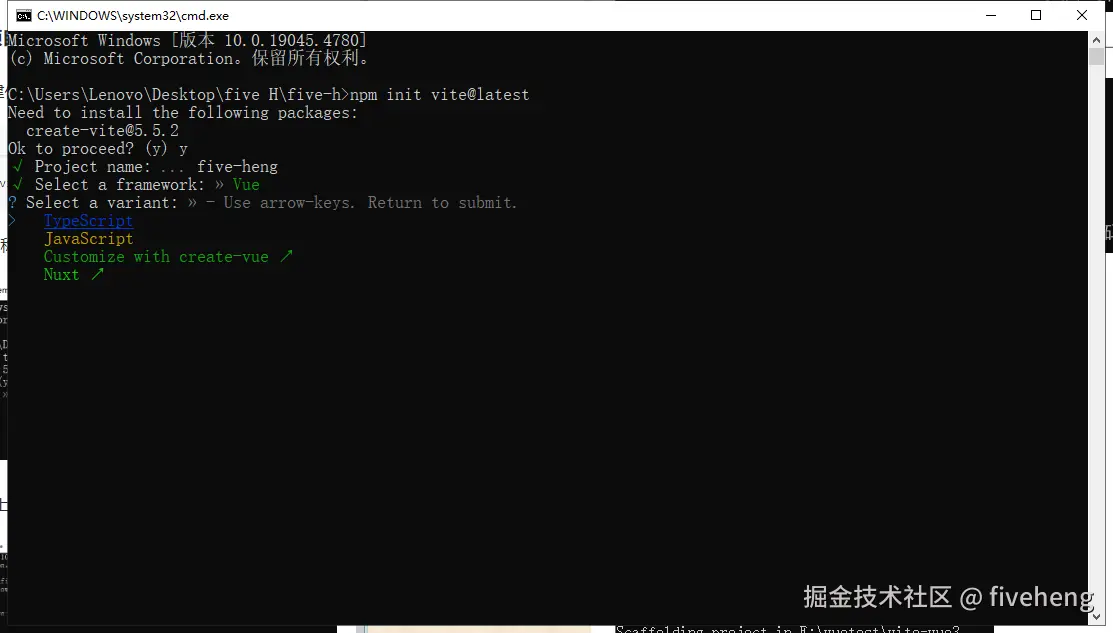 C:\WINDOWS\system32\cmd.exe
Microsoft Windows [版本 10.0.19045.4780]
(c) Microsoft Corporation。保留所有权利。
C:\Users\Lenovo\Desktop\five H\five-h>npm init vite@latest
Need to install the following packages:
create-vite@5.5.2
Ok to proceed? (y) y
√ Project name: ... five-heng
√ Select a framework: » Vue
? Select a variant: » - Use arrow-keys. Return to submit.
> TypeScript
JavaScript
Customize with create-vue ↗
Nuxt ↗
掘金技术社区 @ fiveheng
Scaffolding project in